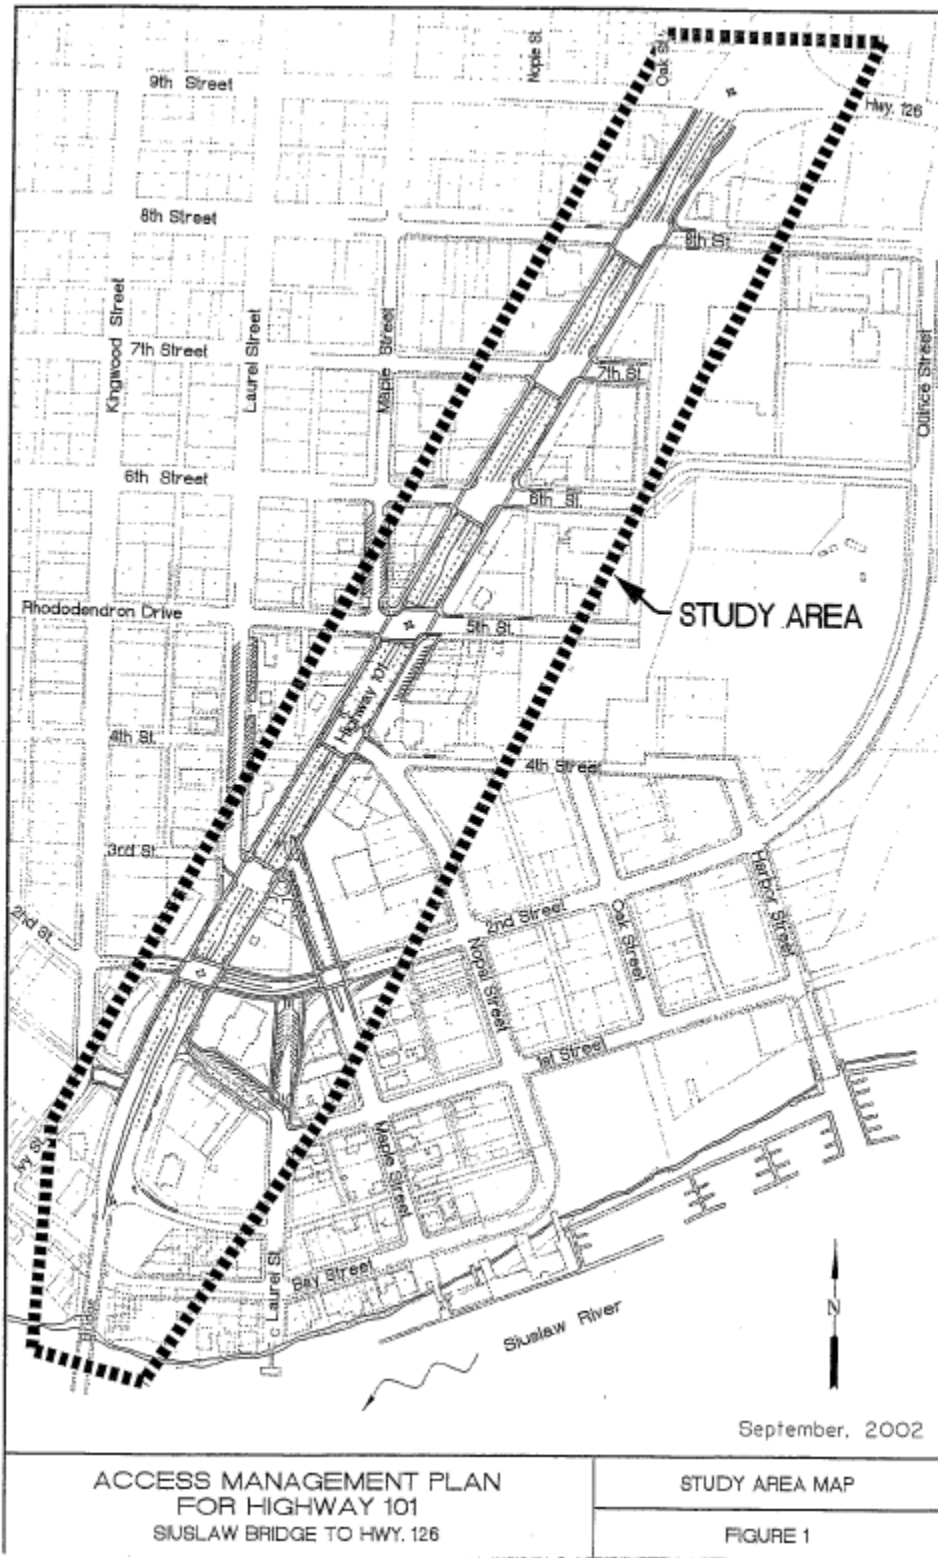 Nople St.
Oak St.
9th Street
Hwy. 126
8th Street
8th St.
Kingwood Street
Laurel Street
Maple Street
7th Street
7th St.
Quince Street
6th Street
6th St.
Rhododendron Drive
5th St.
STUDY AREA
Highway 101
4th St.
4th Street
3rd St.
2nd St.
2nd Street
Nopal Street
Oak Street
Harbor Street
1st Street
Ivy St.
Maple Street
Laurel St.
Bay Street
Siuslaw River
N
September, 2002
ACCESS MANAGEMENT PLAN
FOR HIGHWAY 101
SIUSLAW BRIDGE TO HWY. 126
STUDY AREA MAP
FIGURE 1